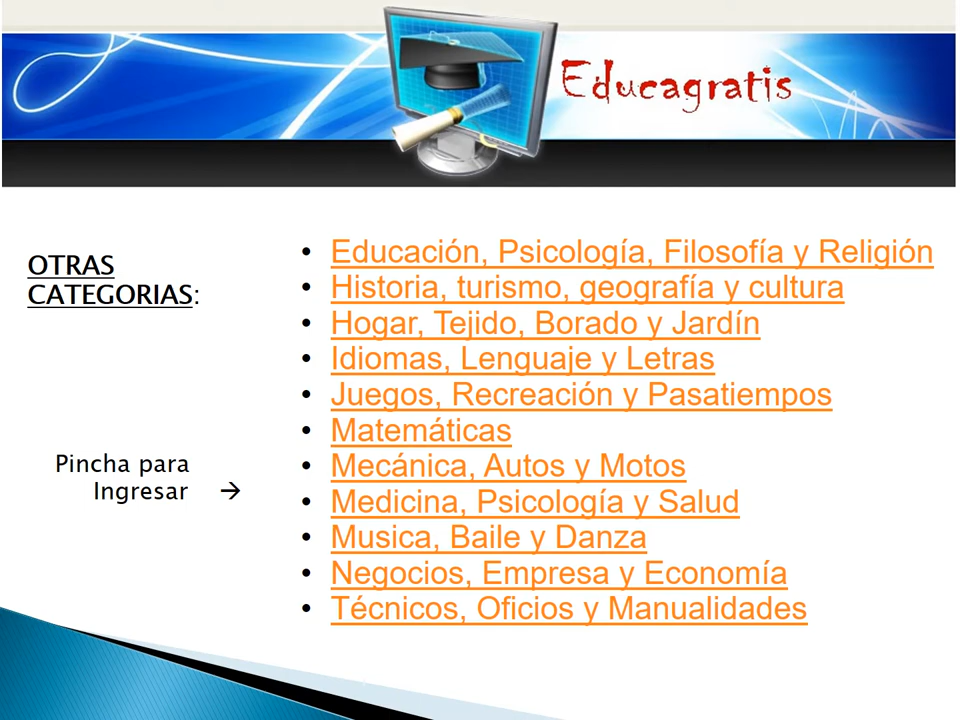 Educagratis
OTRAS
CATEGORIAS:
• Educación, Psicología, Filosofía y Religión
• Historia, turismo, geografía y cultura
• Hogar, Tejido, Borado y Jardín
• Idiomas, Lenguaje y Letras
• Juegos, Recreación y Pasatiempos
• Matemáticas
• Mecánica, Autos y Motos
• Medicina, Psicología y Salud
• Musica, Baile y Danza
• Negocios, Empresa y Economía
• Técnicos, Oficios y Manualidades
Pincha para
Ingresar →